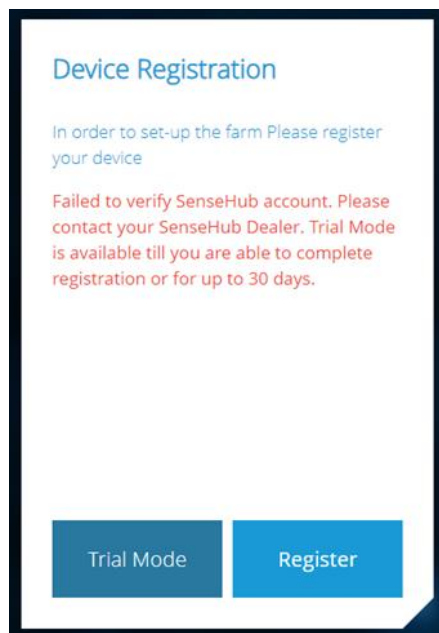 Device Registration
In order to set-up the farm Please register
your device
Failed to verify SenseHub account. Please
contact your SenseHub Dealer. Trial Mode
is available till you are able to complete
registration or for up to 30 days.
Trial Mode
Register